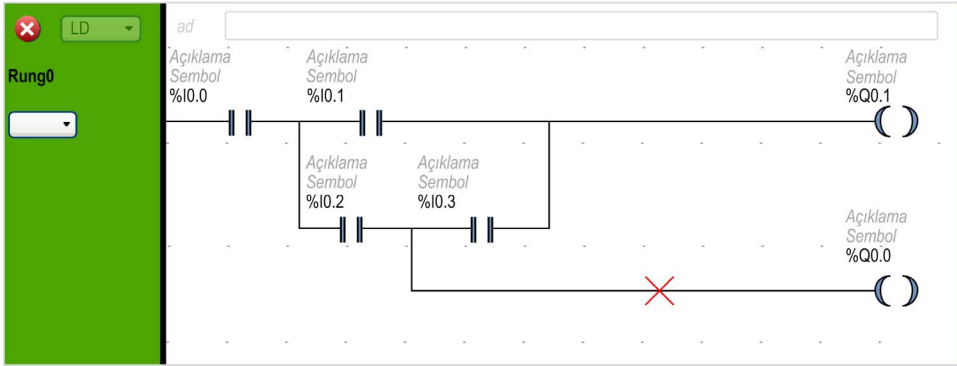 LD
ad
Rung0
Açıklama
Sembol
%I0.0
Açıklama
Sembol
%I0.1
Açıklama
Sembol
%Q0.1
Açıklama
Sembol
%I0.2
Açıklama
Sembol
%I0.3
Açıklama
Sembol
%Q0.0